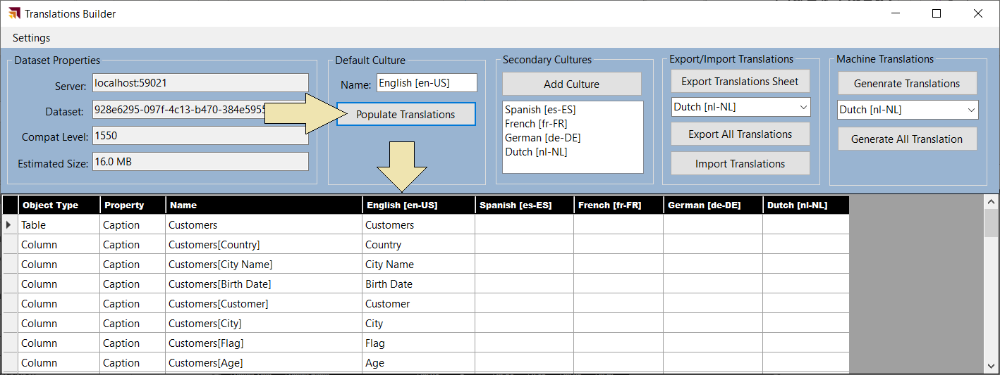 Translations Builder
Settings
Dataset Properties
Server: localhost:59021
Dataset: 928e6295-097f-4c13-b470-384e5955
Compat Level: 1550
Estimated Size: 16.0 MB
Default Culture
Name: English [en-US]
Populate Translations
Secondary Cultures
Add Culture
Spanish [es-ES]
French [fr-FR]
German [de-DE]
Dutch [nl-NL]
Export/Import Translations
Export Translations Sheet
Dutch [nl-NL]
Export All Translations
Import Translations
Machine Translations
Genenrate Translations
Dutch [nl-NL]
Generate All Translation
Object Type Property Name English [en-US] Spanish [es-ES] French [fr-FR] German [de-DE] Dutch [nl-NL]
Table Caption Customers Customers
Column Caption Customers[Country] Country
Column Caption Customers[City Name] City Name
Column Caption Customers[Birth Date] Birth Date
Column Caption Customers[Customer] Customer
Column Caption Customers[City] City
Column Caption Customers[Flag] Flag
Column Caption Customers[Age] Age